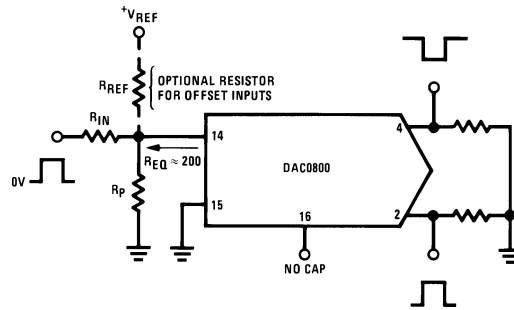 +VREF
RREF
OPTIONAL RESISTOR
FOR OFFSET INPUTS
RIN
14
4
REQ ≈ 200
DAC0800
0V
RP
15
16
2
NO CAP